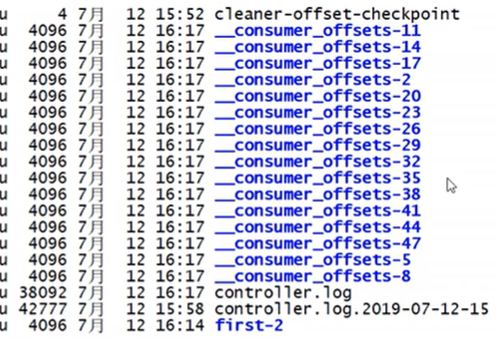 u 4 7月 12 15:52 cleaner-offset-checkpoint
u 4096 7月 12 16:17 __consumer_offsets-11
u 4096 7月 12 16:17 __consumer_offsets-14
u 4096 7月 12 16:17 __consumer_offsets-17
u 4096 7月 12 16:17 __consumer_offsets-2
u 4096 7月 12 16:17 __consumer_offsets-20
u 4096 7月 12 16:17 __consumer_offsets-23
u 4096 7月 12 16:17 __consumer_offsets-26
u 4096 7月 12 16:17 __consumer_offsets-29
u 4096 7月 12 16:17 __consumer_offsets-32
u 4096 7月 12 16:17 __consumer_offsets-35
u 4096 7月 12 16:17 __consumer_offsets-38
u 4096 7月 12 16:17 __consumer_offsets-41
u 4096 7月 12 16:17 __consumer_offsets-44
u 4096 7月 12 16:17 __consumer_offsets-47
u 4096 7月 12 16:17 __consumer_offsets-5
u 4096 7月 12 16:17 __consumer_offsets-8
u 38092 7月 12 16:17 controller.log
u 42777 7月 12 15:58 controller.log.2019-07-12-15
u 4096 7月 12 16:14 first-2